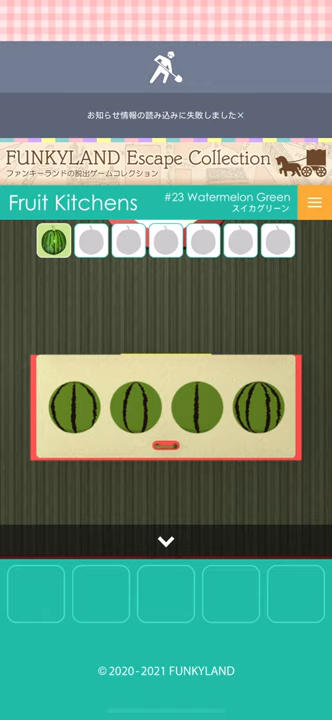 お知らせ情報の読み込みに失敗しました×
FUNKYLAND Escape Collection
ファンキーランドの脱出ゲームコレクション
Fruit Kitchens
#23 Watermelon Green
スイカグリーン
© 2020-2021 FUNKYLAND